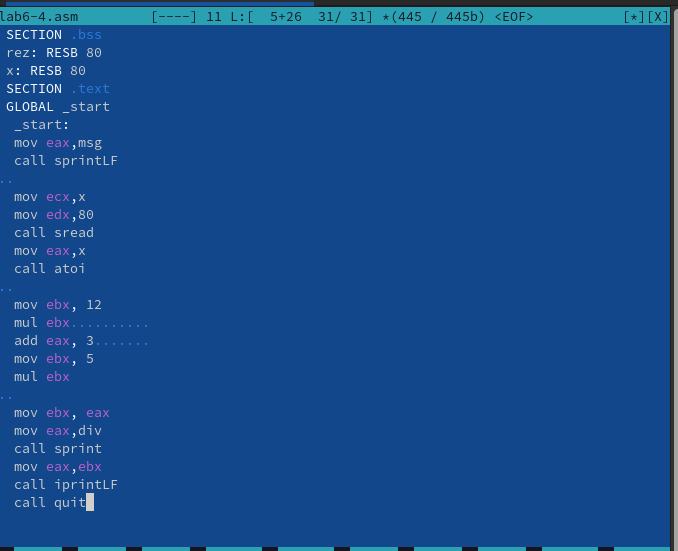 lab6-4.asm [----] 11 L:[ 5+26 31/ 31] *(445 / 445b) <EOF> [*][X]
SECTION .bss
rez: RESB 80
x: RESB 80
SECTION .text
GLOBAL _start
_start:
mov eax,msg
call sprintLF
..
mov ecx,x
mov edx,80
call sread
mov eax,x
call atoi
..
mov ebx, 12
mul ebx..........
add eax, 3.......
mov ebx, 5
mul ebx
..
mov ebx, eax
mov eax,div
call sprint
mov eax,ebx
call iprintLF
call quit